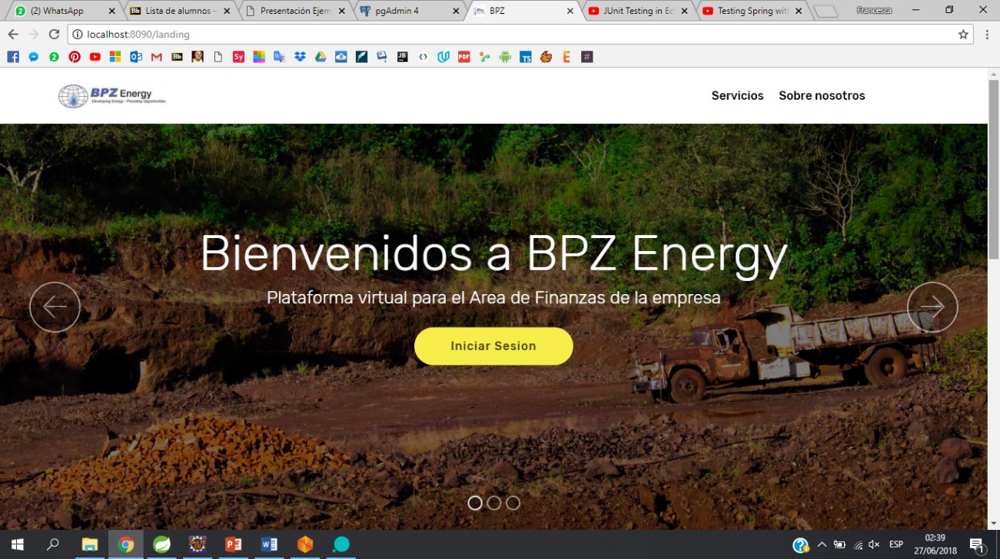 (2) WhatsApp
Lista de alumnos –
Presentación Ejem
pgAdmin 4
BPZ
JUnit Testing in Ecl
Testing Spring wit
Francesca
localhost:8090/landing
BPZ Energy
Developing Energy - Providing Opportunities
Servicios
Sobre nosotros
Bienvenidos a BPZ Energy
Plataforma virtual para el Area de Finanzas de la empresa
Iniciar Sesion
ESP
02:39
27/06/2018